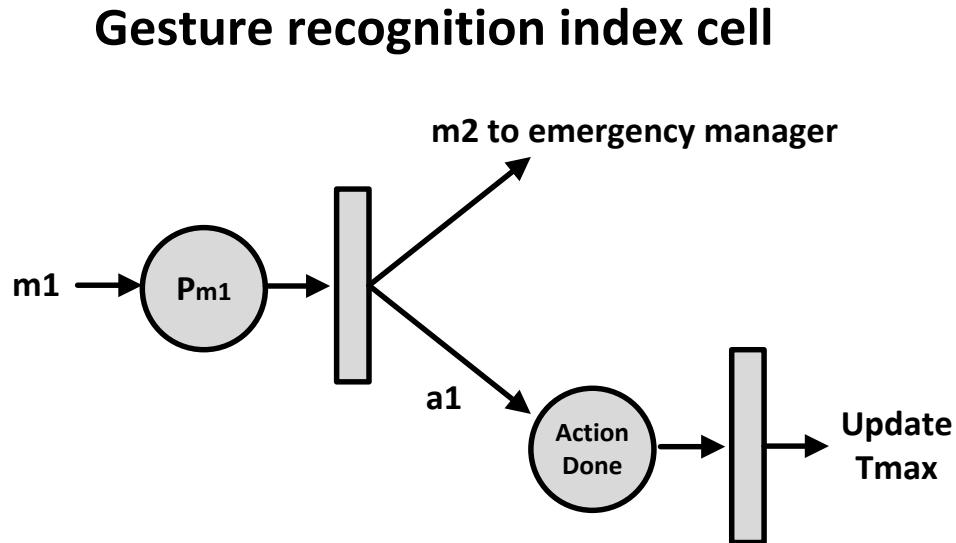 Gesture recognition index cell
m2 to emergency manager
m1
Pm1
a1
Action
Done
Update
Tmax